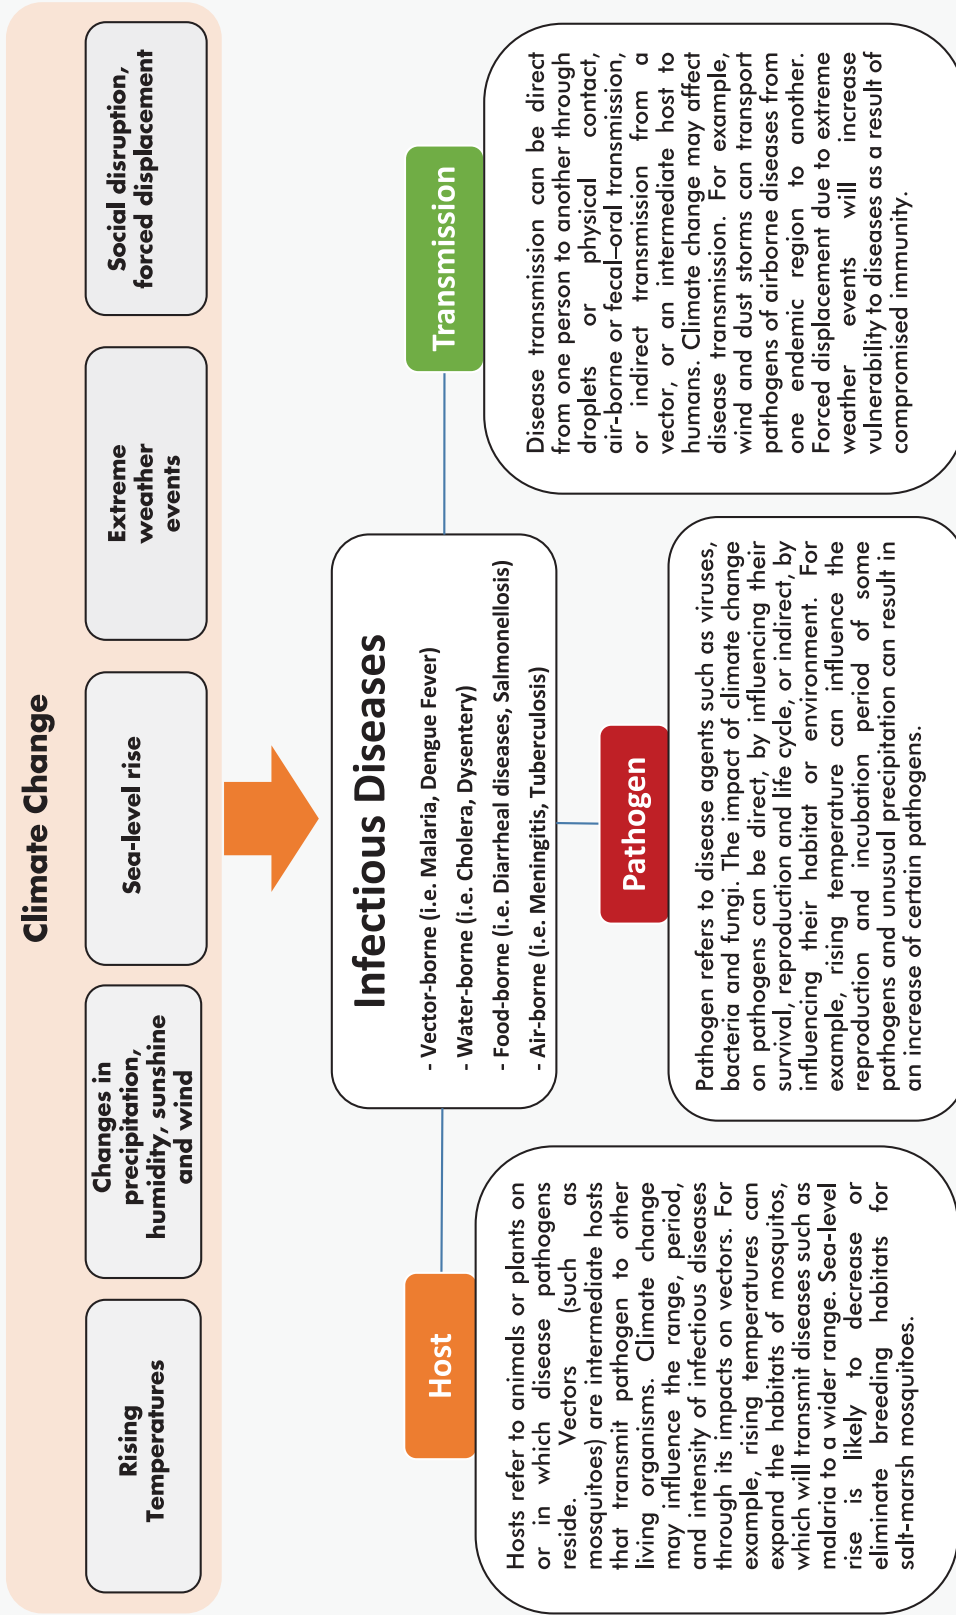 Climate Change
Rising
Temperatures
Changes in
precipitation,
humidity, sunshine
and wind
Sea-level rise
Extreme
weather
events
Social disruption,
forced displacement
Infectious Diseases
- Vector-borne (i.e. Malaria, Dengue Fever)
- Water-borne (i.e. Cholera, Dysentery)
- Food-borne (i.e. Diarrheal diseases, Salmonellosis)
- Air-borne (i.e. Meningitis, Tuberculosis)
Host
Hosts refer to animals or plants on
or in which disease pathogens
reside. Vectors (such as
mosquitoes) are intermediate hosts
that transmit pathogen to other
living organisms. Climate change
may influence the range, period,
and intensity of infectious diseases
through its impacts on vectors. For
example, rising temperatures can
expand the habitats of mosquitos,
which will transmit diseases such as
malaria to a wider range. Sea-level
rise is likely to decrease or
eliminate breeding habitats for
salt-marsh mosquitoes.
Pathogen
Pathogen refers to disease agents such as viruses,
bacteria and fungi. The impact of climate change
on pathogens can be direct, by influencing their
survival, reproduction and life cycle, or indirect, by
influencing their habitat or environment. For
example, rising temperature can influence the
reproduction and incubation period of some
pathogens and unusual precipitation can result in
an increase of certain pathogens.
Transmission
Disease transmission can be direct
from one person to another through
droplets or physical contact,
air-borne or fecal–oral transmission,
or indirect transmission from a
vector, or an intermediate host to
humans. Climate change may affect
disease transmission. For example,
wind and dust storms can transport
pathogens of airborne diseases from
one endemic region to another.
Forced displacement due to extreme
weather events will increase
vulnerability to diseases as a result of
compromised immunity.